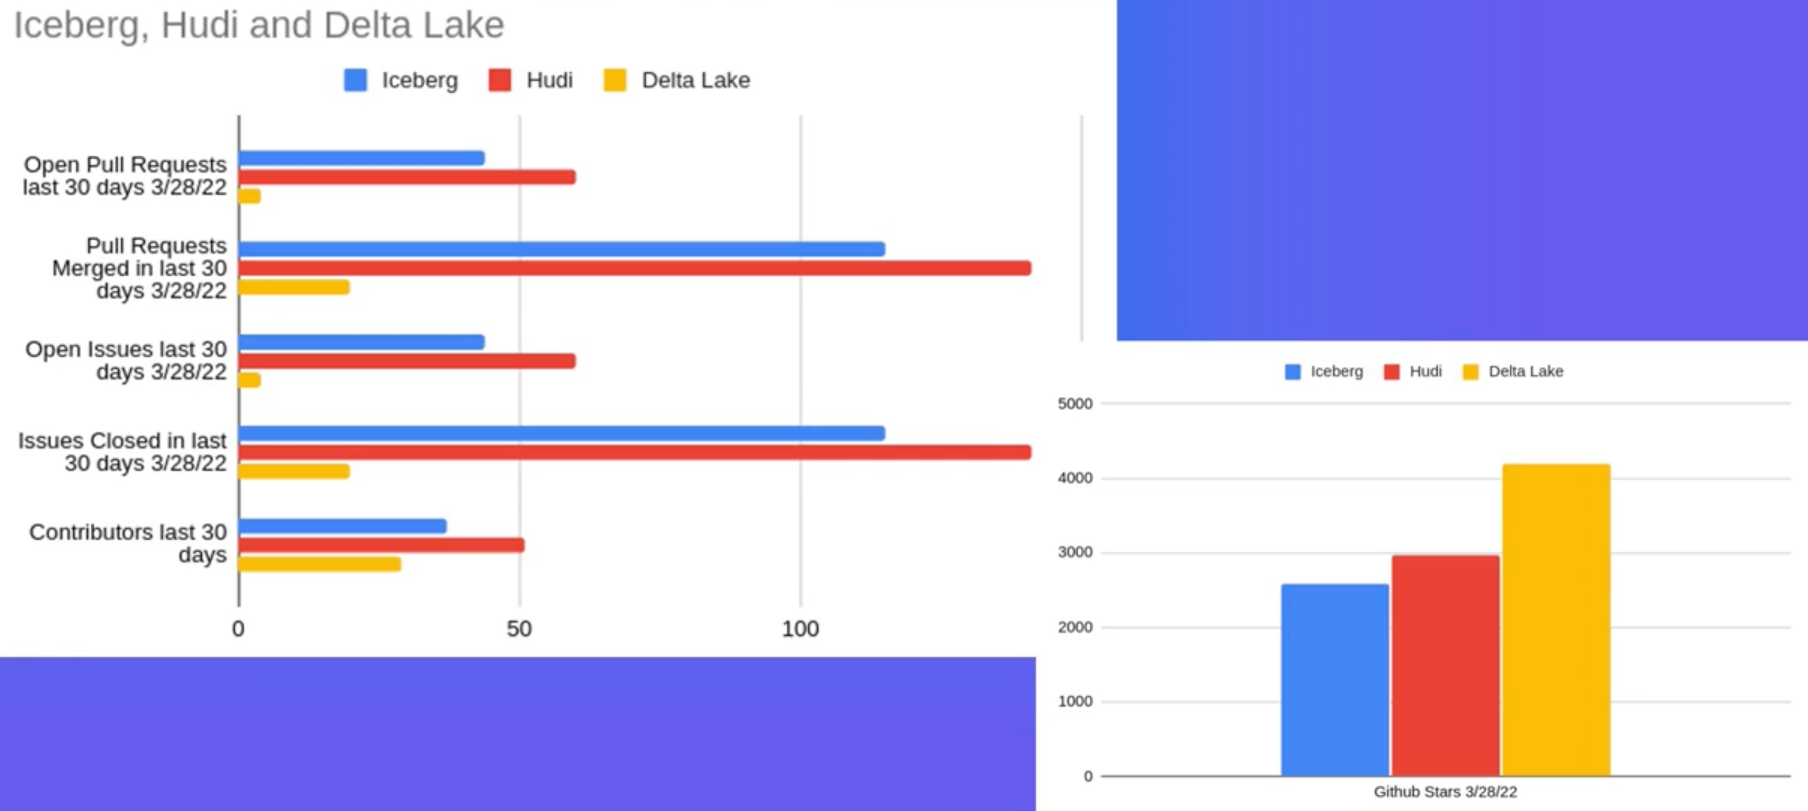 Iceberg, Hudi and Delta Lake
Iceberg Hudi Delta Lake
Open Pull Requests
last 30 days 3/28/22
Pull Requests
Merged in last 30
days 3/28/22
Open Issues last 30
days 3/28/22
Issues Closed in last
30 days 3/28/22
Contributors last 30
days
0 50 100
Iceberg Hudi Delta Lake
5000
4000
3000
2000
1000
0
Github Stars 3/28/22